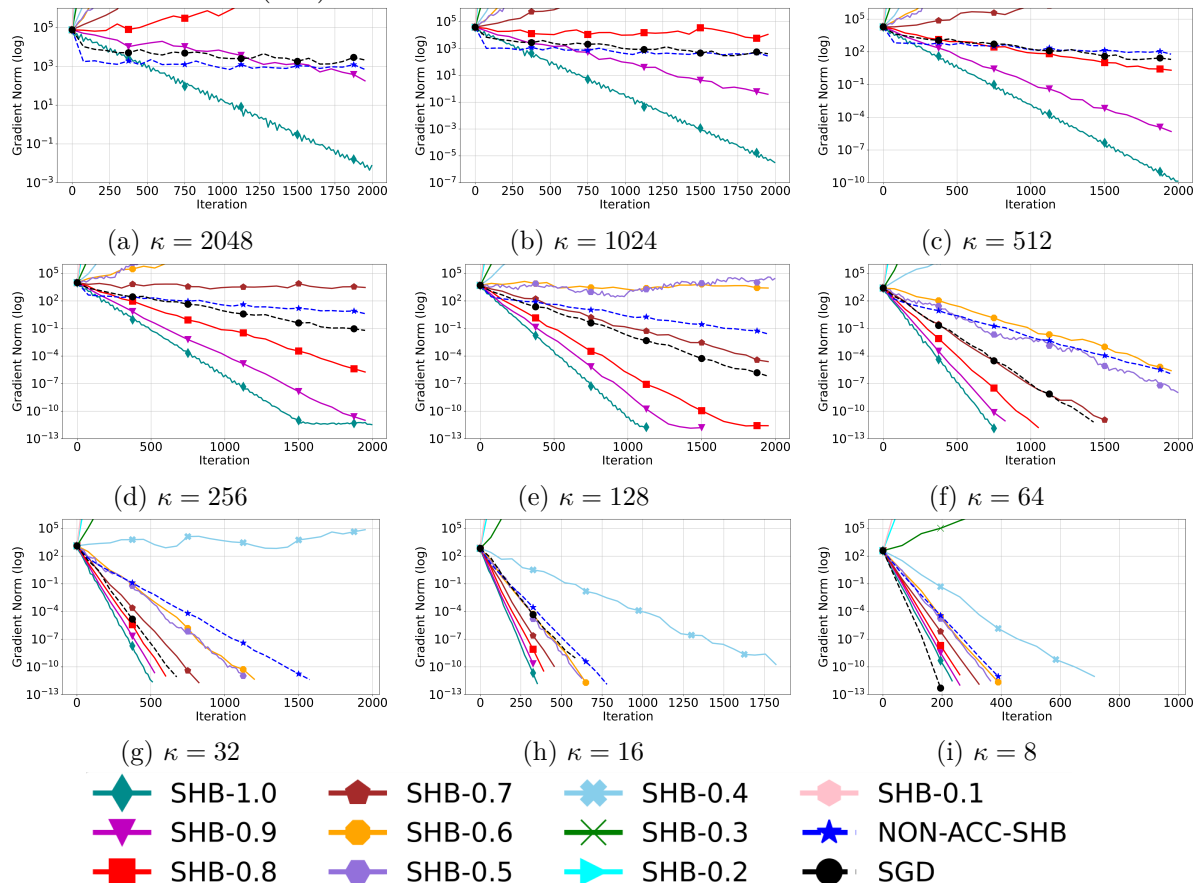 Gradient Norm (log)
10^5
10^3
10^1
10^−1
10^−3
0 250 500 750 1000 1250 1500 1750 2000
Iteration
Gradient Norm (log)
10^5
10^3
10^1
10^−1
10^−3
10^−5
10^−7
0 250 500 750 1000 1250 1500 1750 2000
Iteration
Gradient Norm (log)
10^5
10^2
10^−1
10^−4
10^−7
10^−10
0 500 1000 1500 2000
Iteration
(a) κ = 2048
(b) κ = 1024
(c) κ = 512
Gradient Norm (log)
10^5
10^2
10^−1
10^−4
10^−7
10^−10
10^−13
0 500 1000 1500 2000
Iteration
Gradient Norm (log)
10^5
10^2
10^−1
10^−4
10^−7
10^−10
10^−13
0 500 1000 1500 2000
Iteration
Gradient Norm (log)
10^5
10^2
10^−1
10^−4
10^−7
10^−10
10^−13
0 500 1000 1500 2000
Iteration
(d) κ = 256
(e) κ = 128
(f) κ = 64
Gradient Norm (log)
10^5
10^2
10^−1
10^−4
10^−7
10^−10
10^−13
0 500 1000 1500 2000
Iteration
Gradient Norm (log)
10^5
10^2
10^−1
10^−4
10^−7
10^−10
10^−13
0 250 500 750 1000 1250 1500 1750
Iteration
Gradient Norm (log)
10^5
10^2
10^−1
10^−4
10^−7
10^−10
10^−13
0 200 400 600 800 1000
Iteration
(g) κ = 32
(h) κ = 16
(i) κ = 8
SHB-1.0 SHB-0.7 SHB-0.4 SHB-0.1
SHB-0.9 SHB-0.6 SHB-0.3 NON-ACC-SHB
SHB-0.8 SHB-0.5 SHB-0.2 SGD